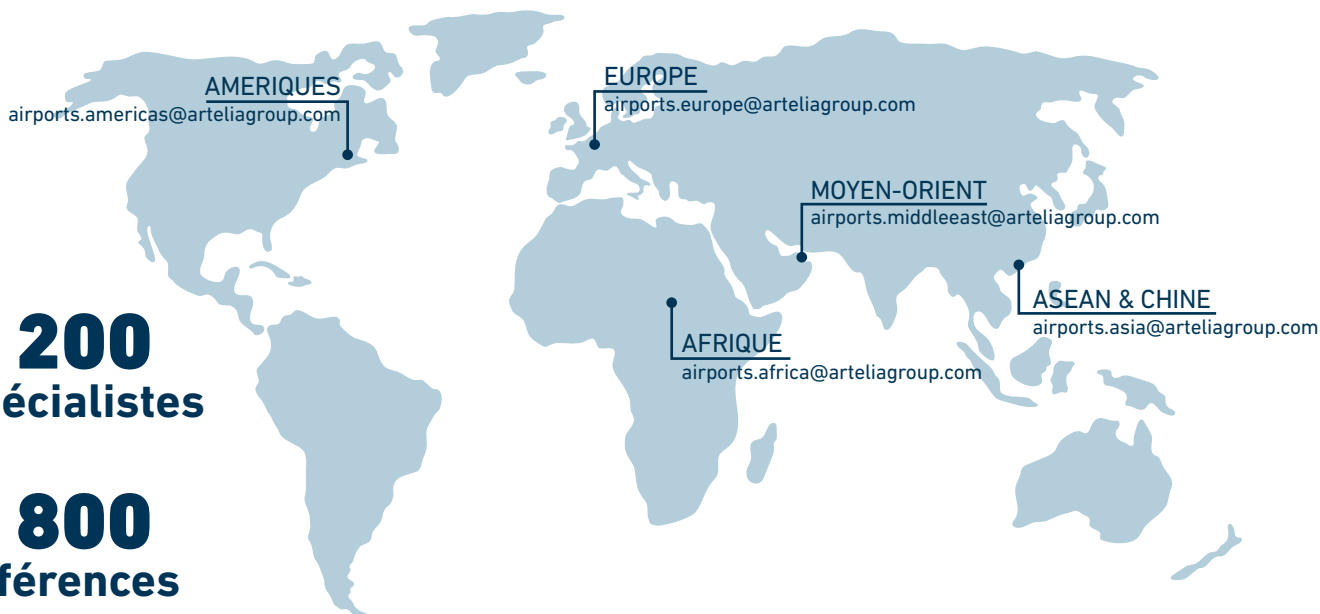 AMERIQUES
airports.americas@arteliagroup.com
EUROPE
airports.europe@arteliagroup.com
MOYEN-ORIENT
airports.middleeast@arteliagroup.com
ASEAN & CHINE
airports.asia@arteliagroup.com
AFRIQUE
airports.africa@arteliagroup.com
200
écialistes
800
férences